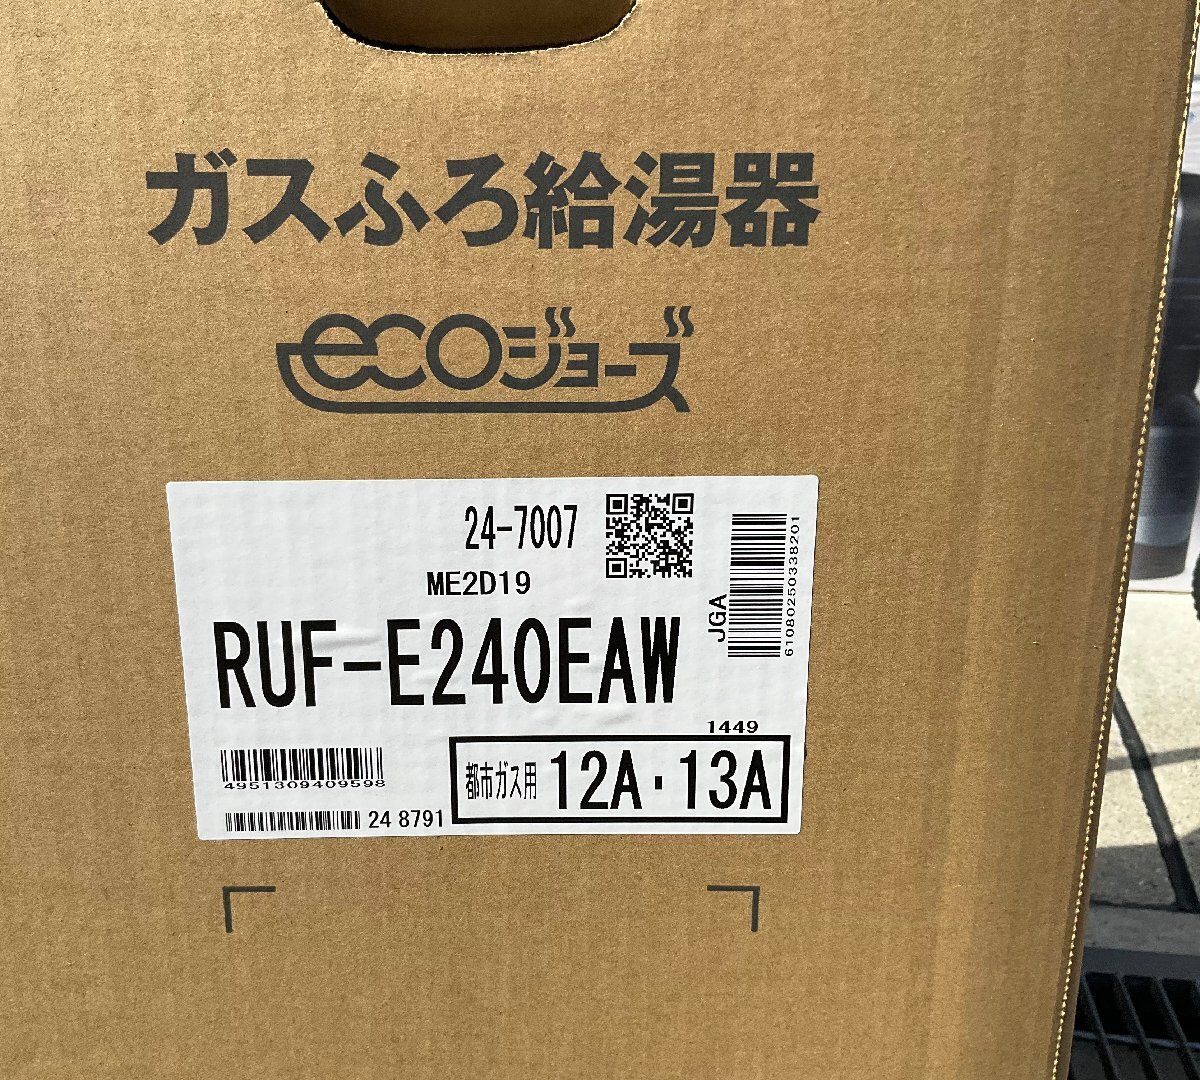 ガスふろ給湯器
ecoジョーズ
24-7007
ME2D19
RUF-E240EAW
JGA
61080250338201
1449
4951309409598
都市ガス用 12A・13A
24 8791